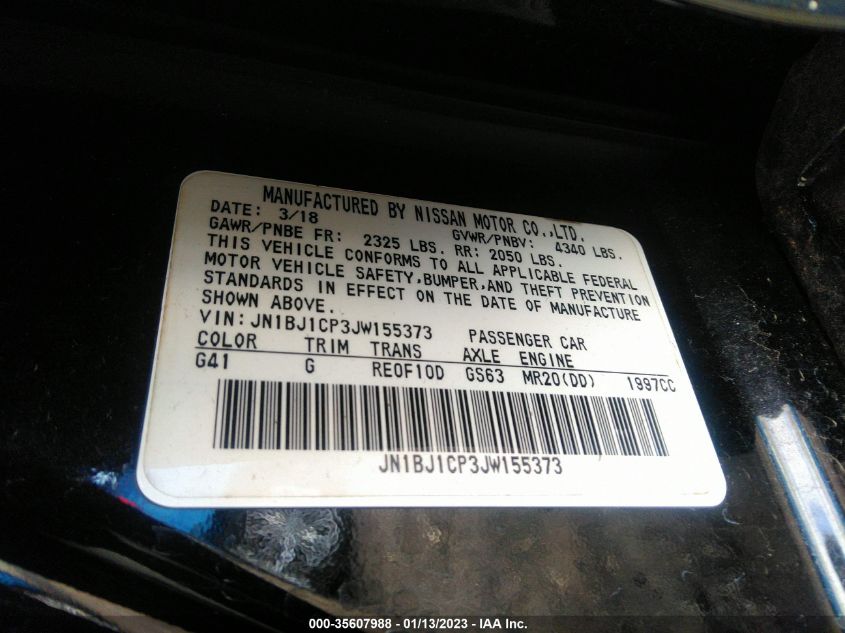 MANUFACTURED BY NISSAN MOTOR CO.,LTD.
DATE: 3/18 GVWR/PNBV: 4340 LBS.
GAWR/PNBE FR: 2325 LBS. RR: 2050 LBS.
THIS VEHICLE CONFORMS TO ALL APPLICABLE FEDERAL
MOTOR VEHICLE SAFETY,BUMPER,AND THEFT PREVENTION
STANDARDS IN EFFECT ON THE DATE OF MANUFACTURE
SHOWN ABOVE.
VIN: JN1BJ1CP3JW155373 PASSENGER CAR
COLOR TRIM TRANS AXLE ENGINE
G41 G RE0F10D GS63 MR20(DD) 1997CC
JN1BJ1CP3JW155373
000-35607988 - 01/13/2023 - IAA Inc.